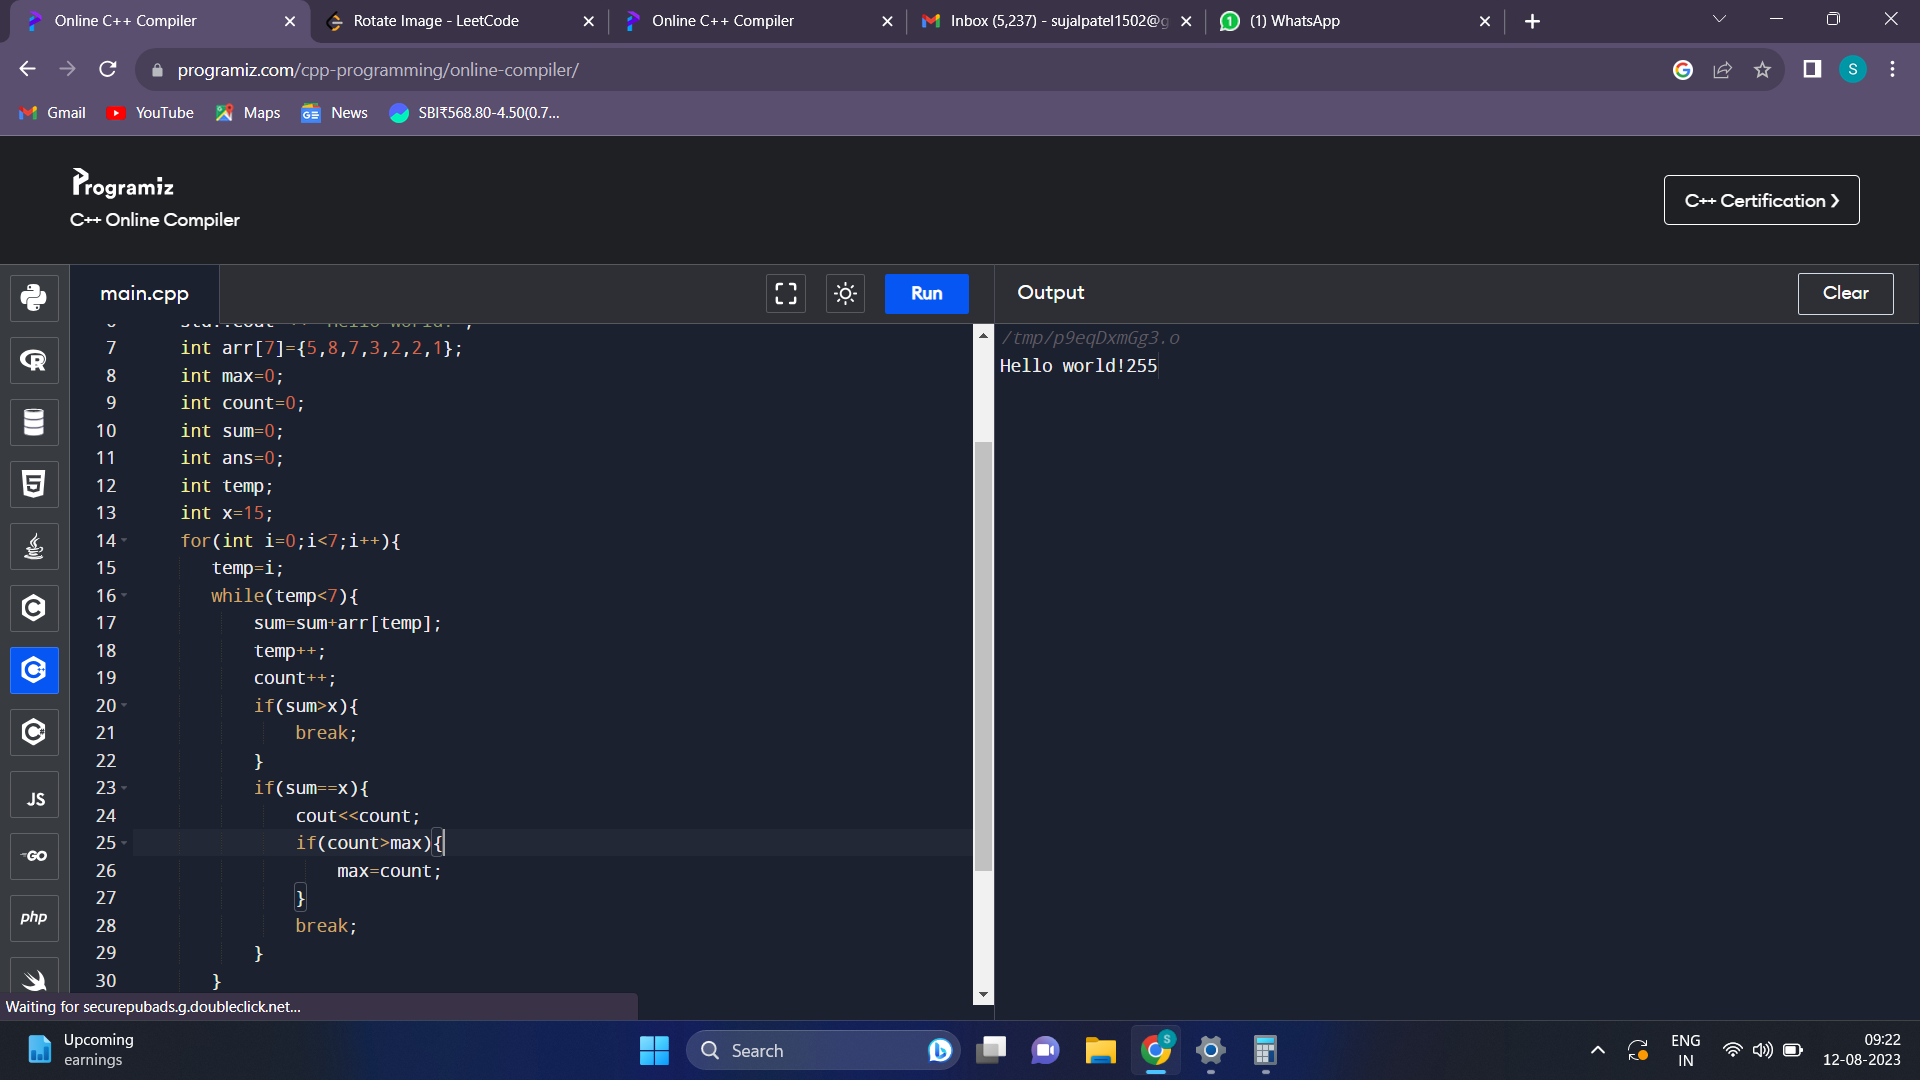 Online C++ Compiler
Rotate Image - LeetCode
Online C++ Compiler
Inbox (5,237) - sujalpatel1502@g
(1) WhatsApp
programiz.com/cpp-programming/online-compiler/
S
Gmail
YouTube
Maps
News
SBI₹568.80-4.50(0.7...
Programiz
C++ Online Compiler
C++ Certification ❯
main.cpp
Run
Output
Clear
7 int arr[7]={5,8,7,3,2,2,1};
8 int max=0;
9 int count=0;
10 int sum=0;
11 int ans=0;
12 int temp;
13 int x=15;
14 for(int i=0;i<7;i++){
15 temp=i;
16 while(temp<7){
17 sum=sum+arr[temp];
18 temp++;
19 count++;
20 if(sum>x){
21 break;
22 }
23 if(sum==x){
24 cout<<count;
25 if(count>max){
26 max=count;
27 }
28 break;
29 }
30 }
/tmp/p9eqDxmGg3.o
Hello world!255
JS
GO
php
Waiting for securepubads.g.doubleclick.net...
Upcoming
earnings
Search
ENG
IN
09:22
12-08-2023